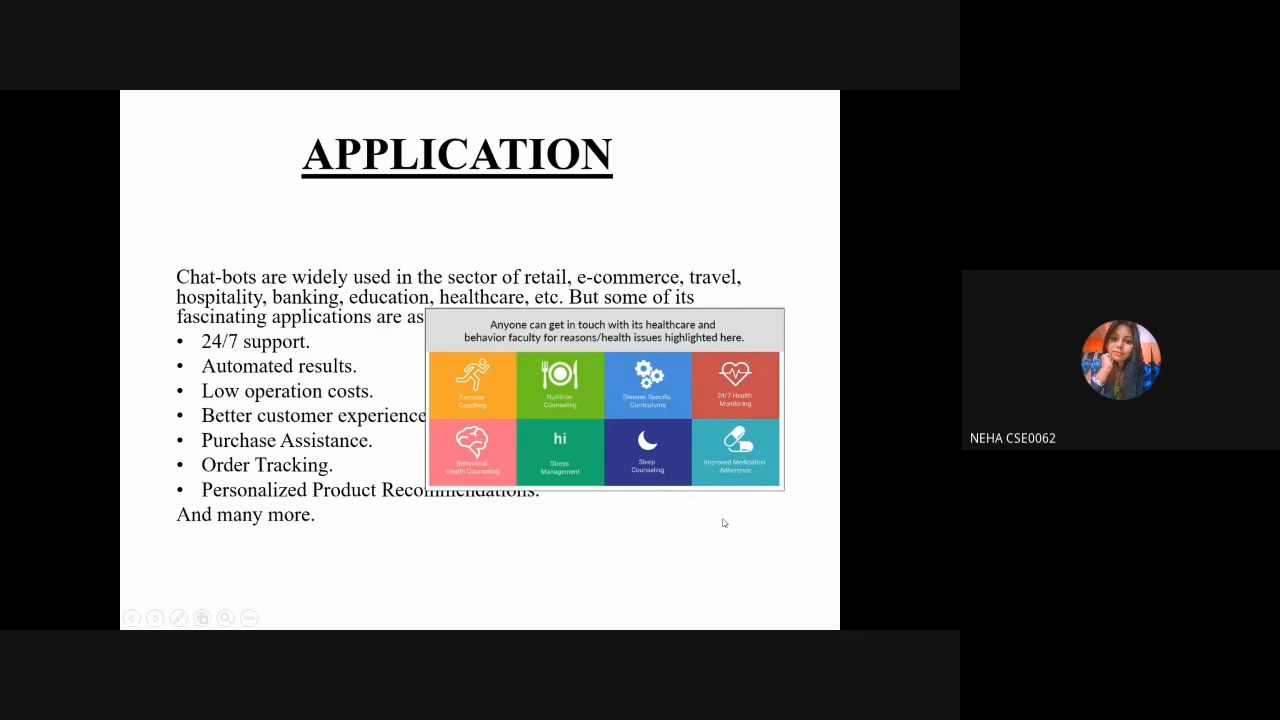 APPLICATION
Chat-bots are widely used in the sector of retail, e-commerce, travel,
hospitality, banking, education, healthcare, etc. But some of its
fascinating applications are as
• 24/7 support.
• Automated results.
• Low operation costs.
• Better customer experience
• Purchase Assistance.
• Order Tracking.
• Personalized Product Recommendations.
And many more.
Anyone can get in touch with its healthcare and
behavior faculty for reasons/health issues highlighted here.
Exercise
Coaching
Nutrition
Counseling
Disease Specific
Curriculums
24/7 Health
Monitoring
Behavioral
Health Counseling
hi
Stress
Management
Sleep
Counseling
Improved Medication
Adherence
NEHA CSE0062